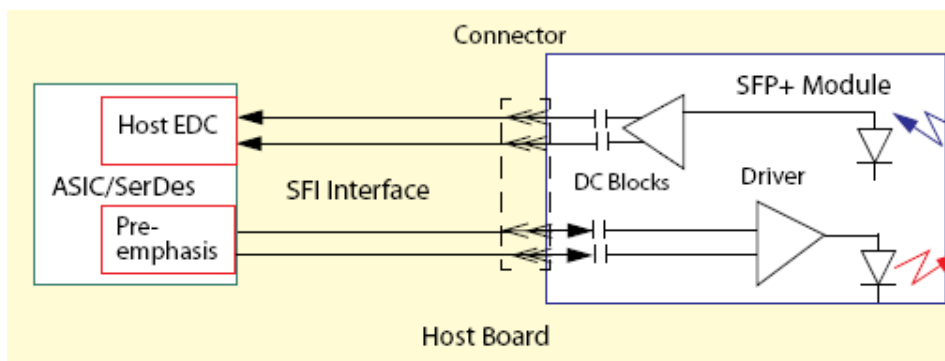 Connector
SFP+ Module
Host EDC
ASIC/SerDes
SFI Interface
DC Blocks
Driver
Pre-
emphasis
Host Board